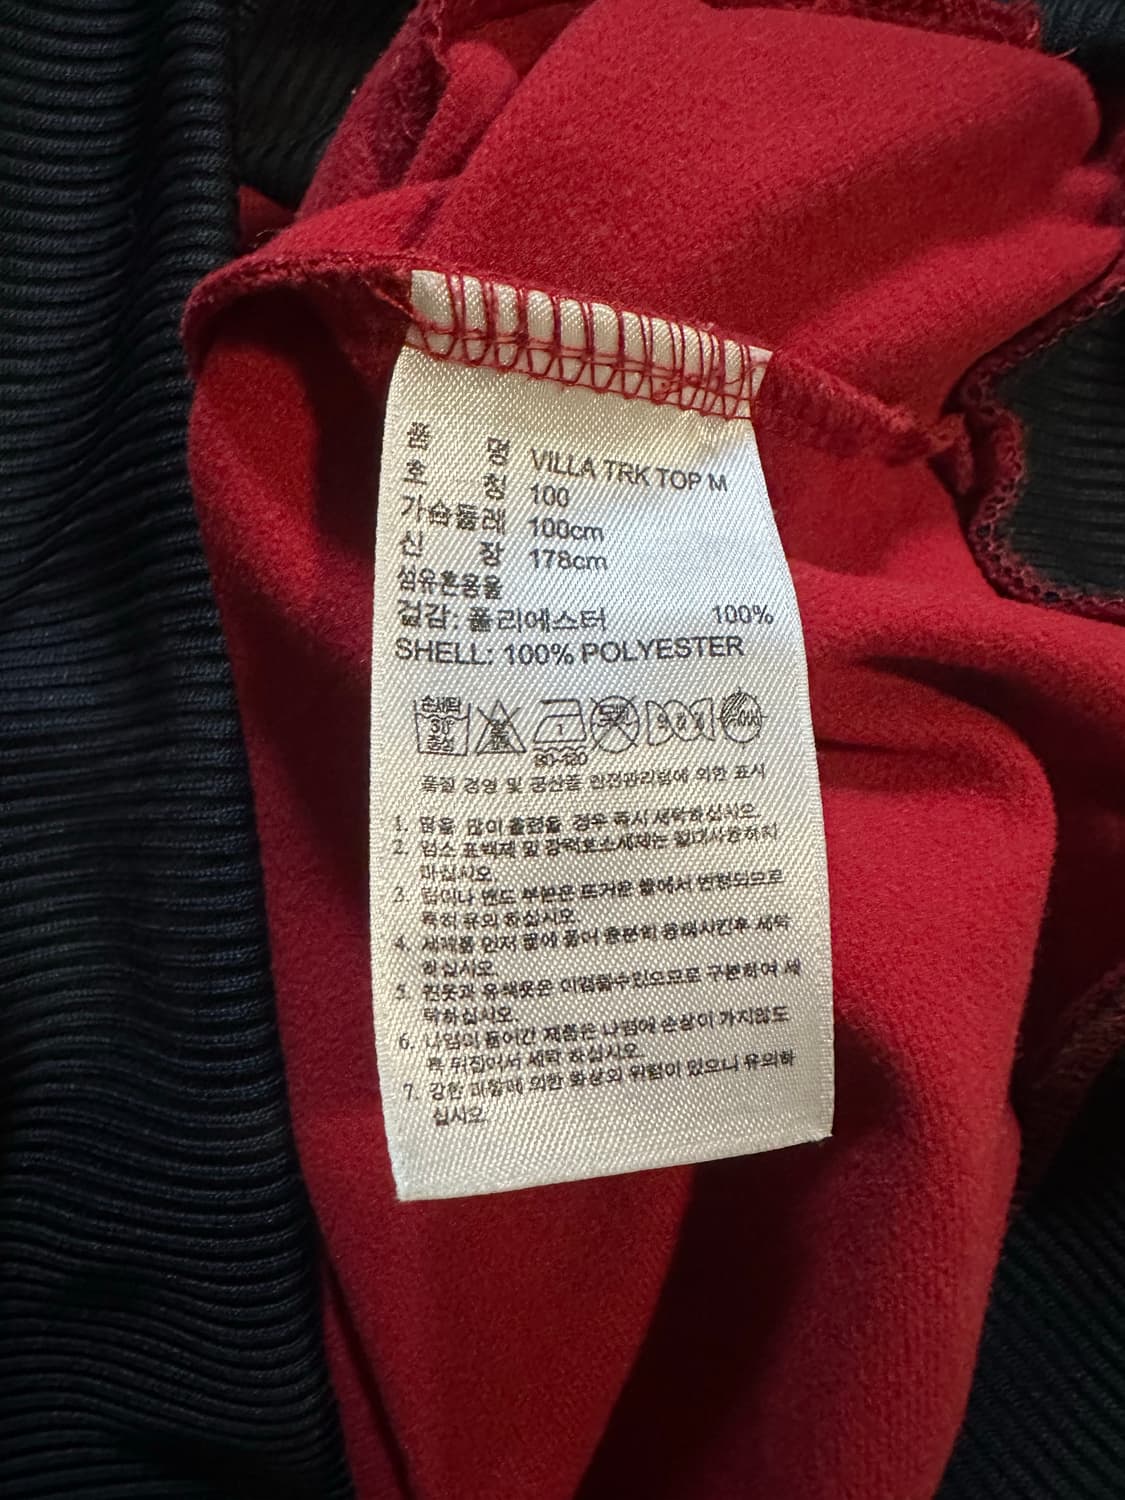 품 명 VILLA TRK TOP M
호 칭 100
가슴둘레 100cm
신 장 178cm
섬유혼용율
겉감: 폴리에스터 100%
SHELL: 100% POLYESTER
손세탁
30°
중성
80-120
품질 경영 및 공산품 안전관리법에 의한 표시
1. 땀을 많이 흘렸을 경우 즉시 세탁하십시오.
2. 염소 표백제 및 강력효소세제는 절대사용하지
마십시오.
3. 립이나 밴드 부분은 뜨거운 물에서 변형되므로
특히 유의 하십시오.
4. 세제를 먼저 물에 풀어 충분히 용해시킨후 세탁
하십시오.
5. 흰옷과 유색옷은 이염될수있으므로 구분하여 세
탁하십시오.
6. 나염이 들어간 제품은 나염에 손상이 가지않도
록 뒤집어서 세탁 하십시오.
7. 강한 마찰에 의한 화상의 위험이 있으니 유의하
십시오.